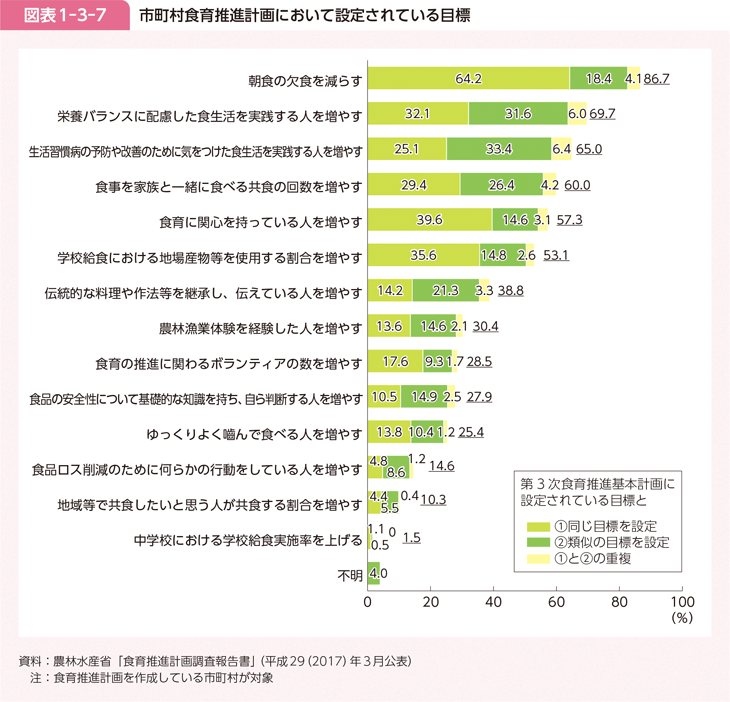 図表1-3-7 市町村食育推進計画において設定されている目標
朝食の欠食を減らす 64.2 18.4 4.1 86.7
栄養バランスに配慮した食生活を実践する人を増やす 32.1 31.6 6.0 69.7
生活習慣病の予防や改善のために気をつけた食生活を実践する人を増やす 25.1 33.4 6.4 65.0
食事を家族と一緒に食べる共食の回数を増やす 29.4 26.4 4.2 60.0
食育に関心を持っている人を増やす 39.6 14.6 3.1 57.3
学校給食における地場産物等を使用する割合を増やす 35.6 14.8 2.6 53.1
伝統的な料理や作法等を継承し、伝えている人を増やす 14.2 21.3 3.3 38.8
農林漁業体験を経験した人を増やす 13.6 14.6 2.1 30.4
食育の推進に関わるボランティアの数を増やす 17.6 9.3 1.7 28.5
食品の安全性について基礎的な知識を持ち、自ら判断する人を増やす 10.5 14.9 2.5 27.9
ゆっくりよく嚙んで食べる人を増やす 13.8 10.4 1.2 25.4
食品ロス削減のために何らかの行動をしている人を増やす 4.8 8.6 1.2 14.6
地域等で共食したいと思う人が共食する割合を増やす 4.4 5.5 0.4 10.3
中学校における学校給食実施率を上げる 1.1 0.5 0 1.5
不明 4.0
第3次食育推進基本計画に
設定されている目標と
①同じ目標を設定
②類似の目標を設定
①と②の重複
0 20 40 60 80 100
(%)
資料：農林水産省「食育推進計画調査報告書」(平成29(2017)年3月公表)
注：食育推進計画を作成している市町村が対象